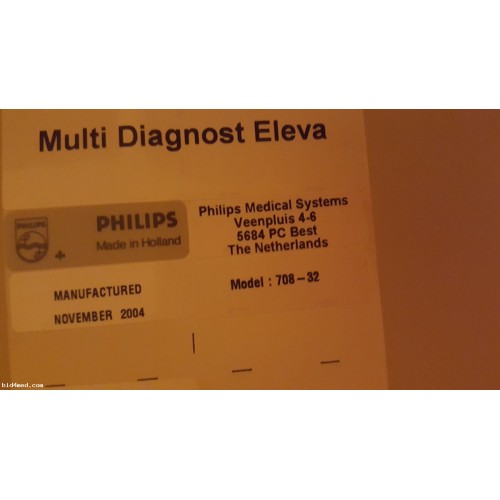 Multi Diagnost Eleva
PHILIPS
PHILIPS
Made in Holland
Philips Medical Systems
Veenpluis 4-6
5684 PC Best
The Netherlands
MANUFACTURED
NOVEMBER 2004
Model : 708-32
bid4med.com